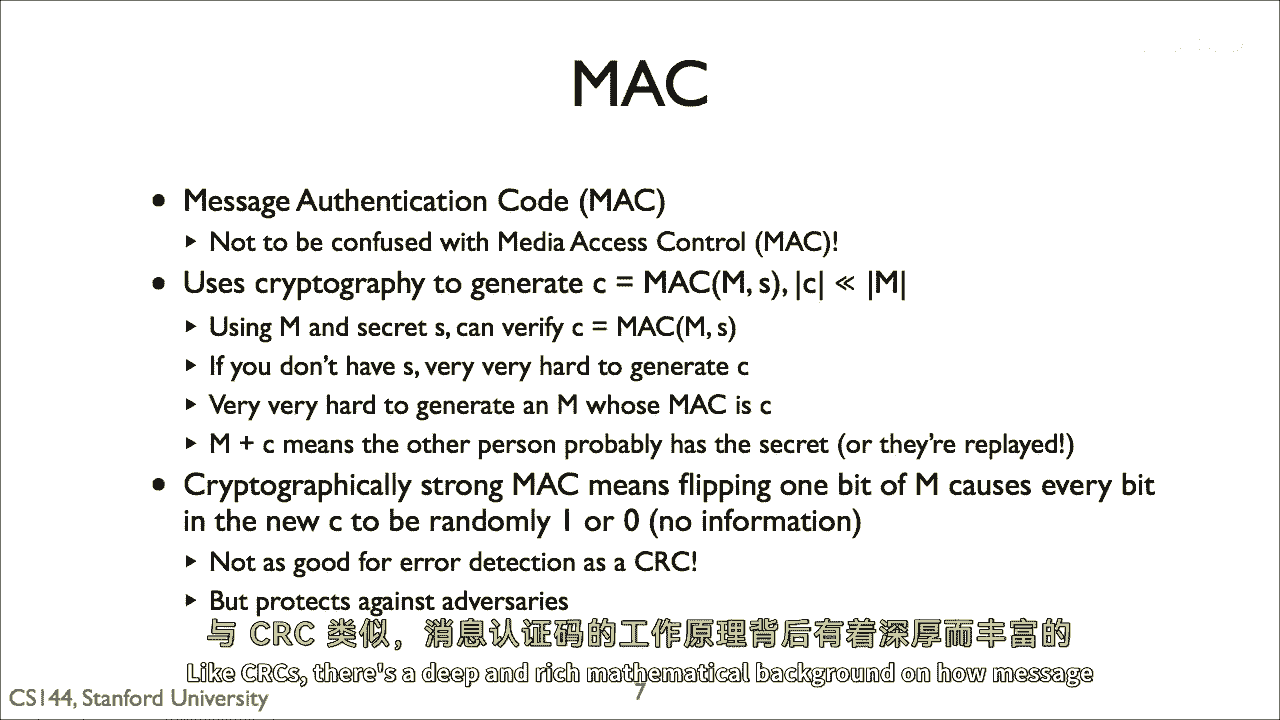 MAC
• Message Authentication Code (MAC)
‣ Not to be confused with Media Access Control (MAC)!
• Uses cryptography to generate c = MAC(M, s), |c| ≪ |M|
‣ Using M and secret s, can verify c = MAC(M, s)
‣ If you don't have s, very very hard to generate c
‣ Very very hard to generate an M whose MAC is c
‣ M + c means the other person probably has the secret (or they're replayed!)
• Cryptographically strong MAC means flipping one bit of M causes every bit
in the new c to be randomly 1 or 0 (no information)
‣ Not as good for error detection as a CRC!
‣ But protects against adversaries
与 CRC 类似，消息认证码的工作原理背后有着深厚而丰富的
Like CRCs, there's a deep and rich mathematical background on how message
CS144, Stanford University
7